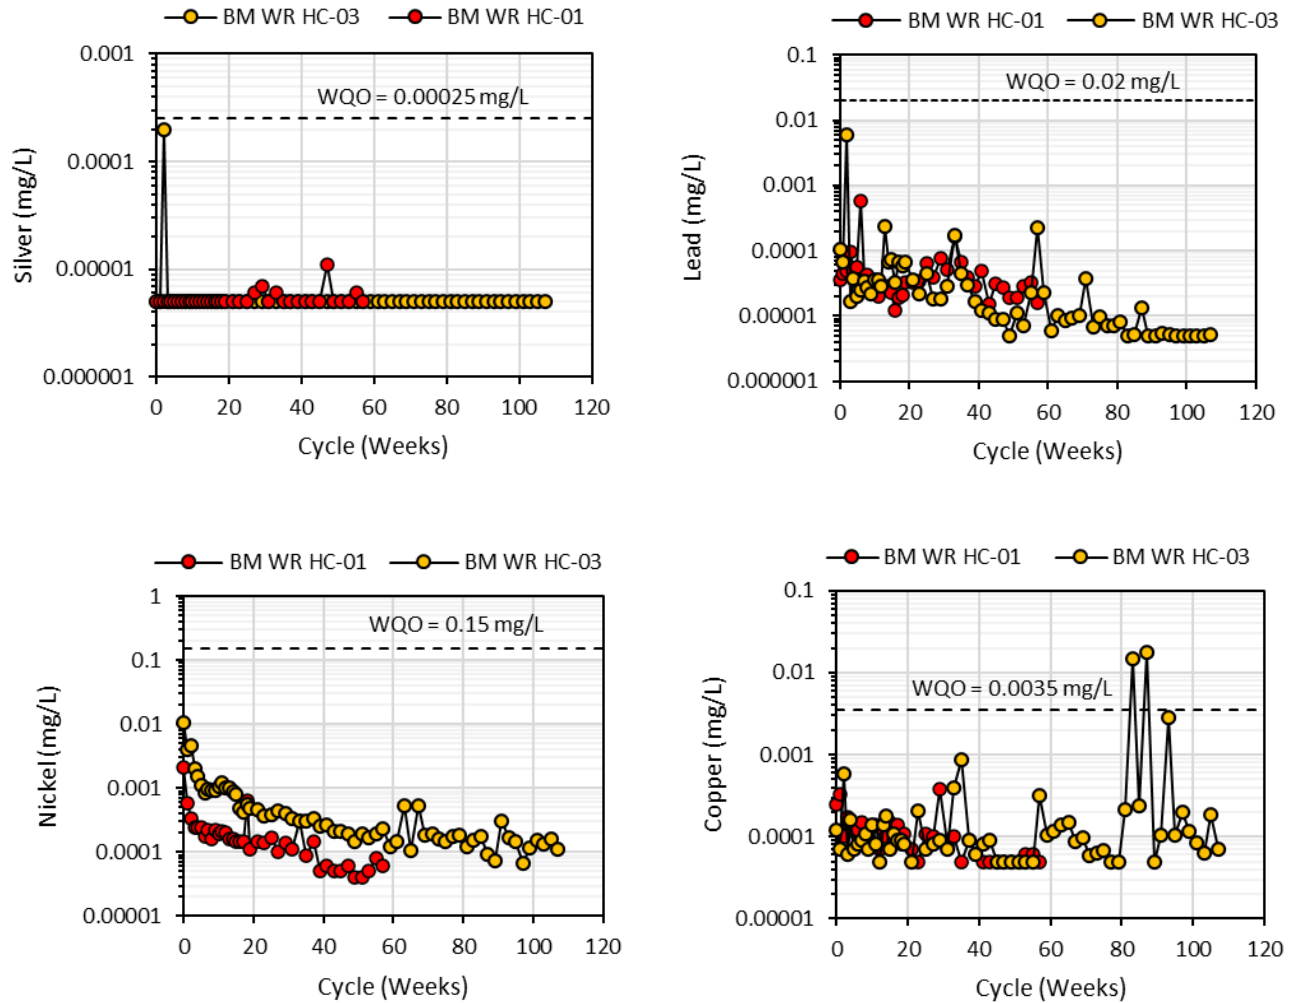 BM WR HC-03 BM WR HC-01
0.001
WQO = 0.00025 mg/L
0.0001
Silver (mg/L)
0.00001
0.000001
0 20 40 60 80 100 120
Cycle (Weeks)
BM WR HC-01 BM WR HC-03
0.1
WQO = 0.02 mg/L
0.01
0.001
Lead (mg/L)
0.0001
0.00001
0.000001
0 20 40 60 80 100 120
Cycle (Weeks)
BM WR HC-01 BM WR HC-03
1
WQO = 0.15 mg/L
0.1
0.01
Nickel (mg/L)
0.001
0.0001
0.00001
0 20 40 60 80 100 120
Cycle (Weeks)
BM WR HC-01 BM WR HC-03
0.1
0.01
WQO = 0.0035 mg/L
Copper (mg/L)
0.001
0.0001
0.00001
0 20 40 60 80 100 120
Cycle (Weeks)